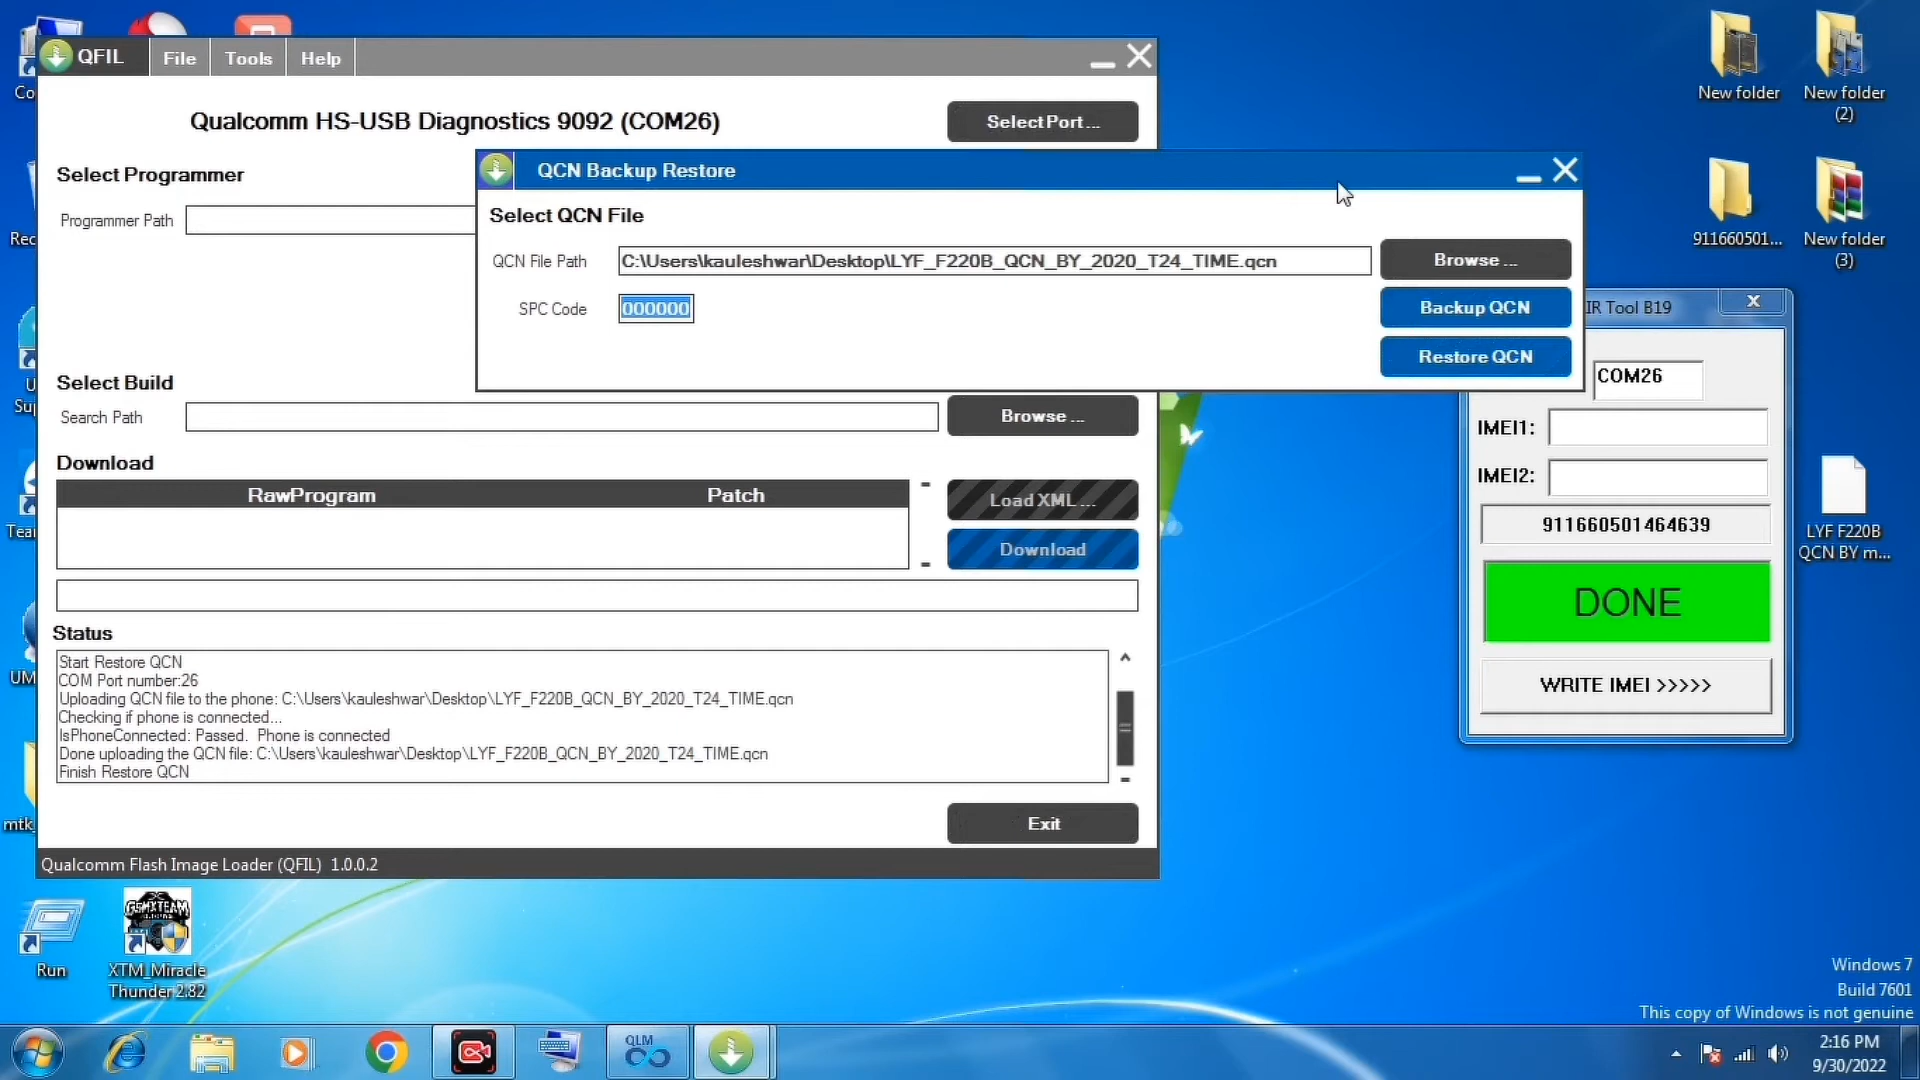 QFIL
File
Tools
Help
Qualcomm HS-USB Diagnostics 9092 (COM26)
Select Port ...
Select Programmer
Programmer Path
QCN Backup Restore
Select QCN File
QCN File Path
C:\Users\kauleshwar\Desktop\LYF_F220B_QCN_BY_2020_T24_TIME.qcn
Browse ...
SPC Code
000000
Backup QCN
Restore QCN
Select Build
Search Path
Browse ...
Download
RawProgram
Patch
Load XML ...
Download
Status
Start Restore QCN
COM Port number:26
Uploading QCN file to the phone: C:\Users\kauleshwar\Desktop\LYF_F220B_QCN_BY_2020_T24_TIME.qcn
Checking if phone is connected...
IsPhoneConnected: Passed. Phone is connected
Done uploading the QCN file: C:\Users\kauleshwar\Desktop\LYF_F220B_QCN_BY_2020_T24_TIME.qcn
Finish Restore QCN
Exit
Qualcomm Flash Image Loader (QFIL) 1.0.0.2
IR Tool B19
COM26
IMEI1:
IMEI2:
911660501464639
DONE
WRITE IMEI >>>>>
New folder
New folder
(2)
911660501...
New folder
(3)
LYF F220B
QCN BY m...
Run
XTM_Miracle
Thunder 2.82
Windows 7
Build 7601
This copy of Windows is not genuine
QLM
2:16 PM
9/30/2022